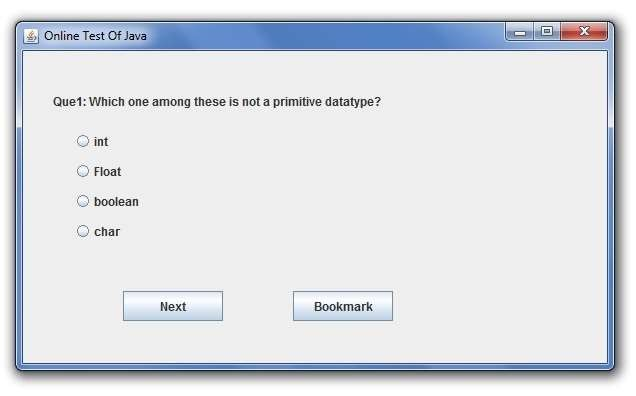 Online Test Of Java
Que1: Which one among these is not a primitive datatype?
int
Float
boolean
char
Next
Bookmark